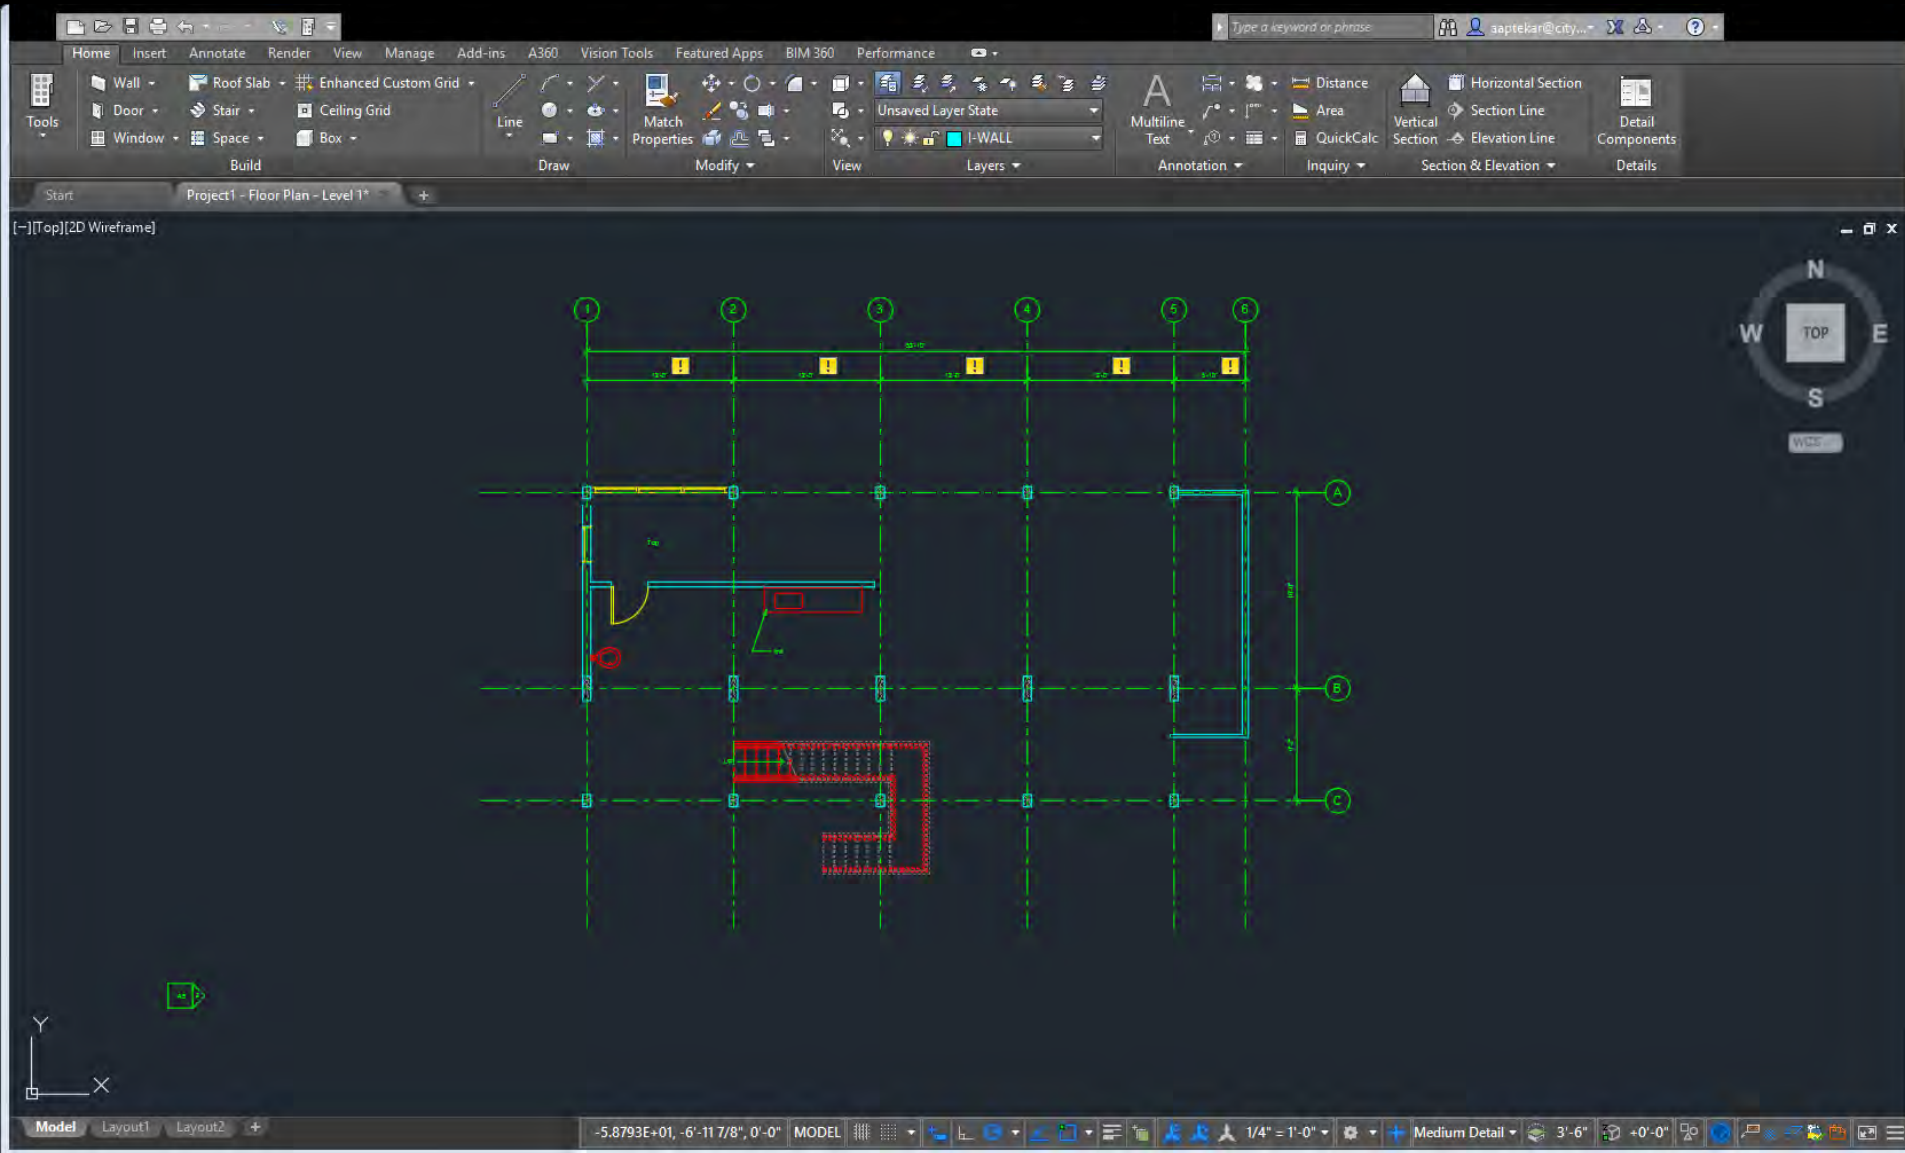 Type a keyword or phrase
aaptekar@city...
Home Insert Annotate Render View Manage Add-ins A360 Vision Tools Featured Apps BIM 360 Performance
Tools
Wall
Door
Window
Roof Slab
Stair
Space
Enhanced Custom Grid
Ceiling Grid
Box
Build
Line
Draw
Match
Properties
Modify
View
Unsaved Layer State
I-WALL
Layers
A
Multiline
Text
Annotation
Distance
Area
QuickCalc
Inquiry
Vertical
Section
Horizontal Section
Section Line
Elevation Line
Section & Elevation
Detail
Components
Details
Start
Project1 - Floor Plan - Level 1*
[−][Top][2D Wireframe]
N
W TOP E
S
WCS
1 2 3 4 5 6
A
B
C
Y
X
Model Layout1 Layout2
-5.8793E+01, -6'-11 7/8", 0'-0" MODEL 1/4" = 1'-0" Medium Detail 3'-6" +0'-0"